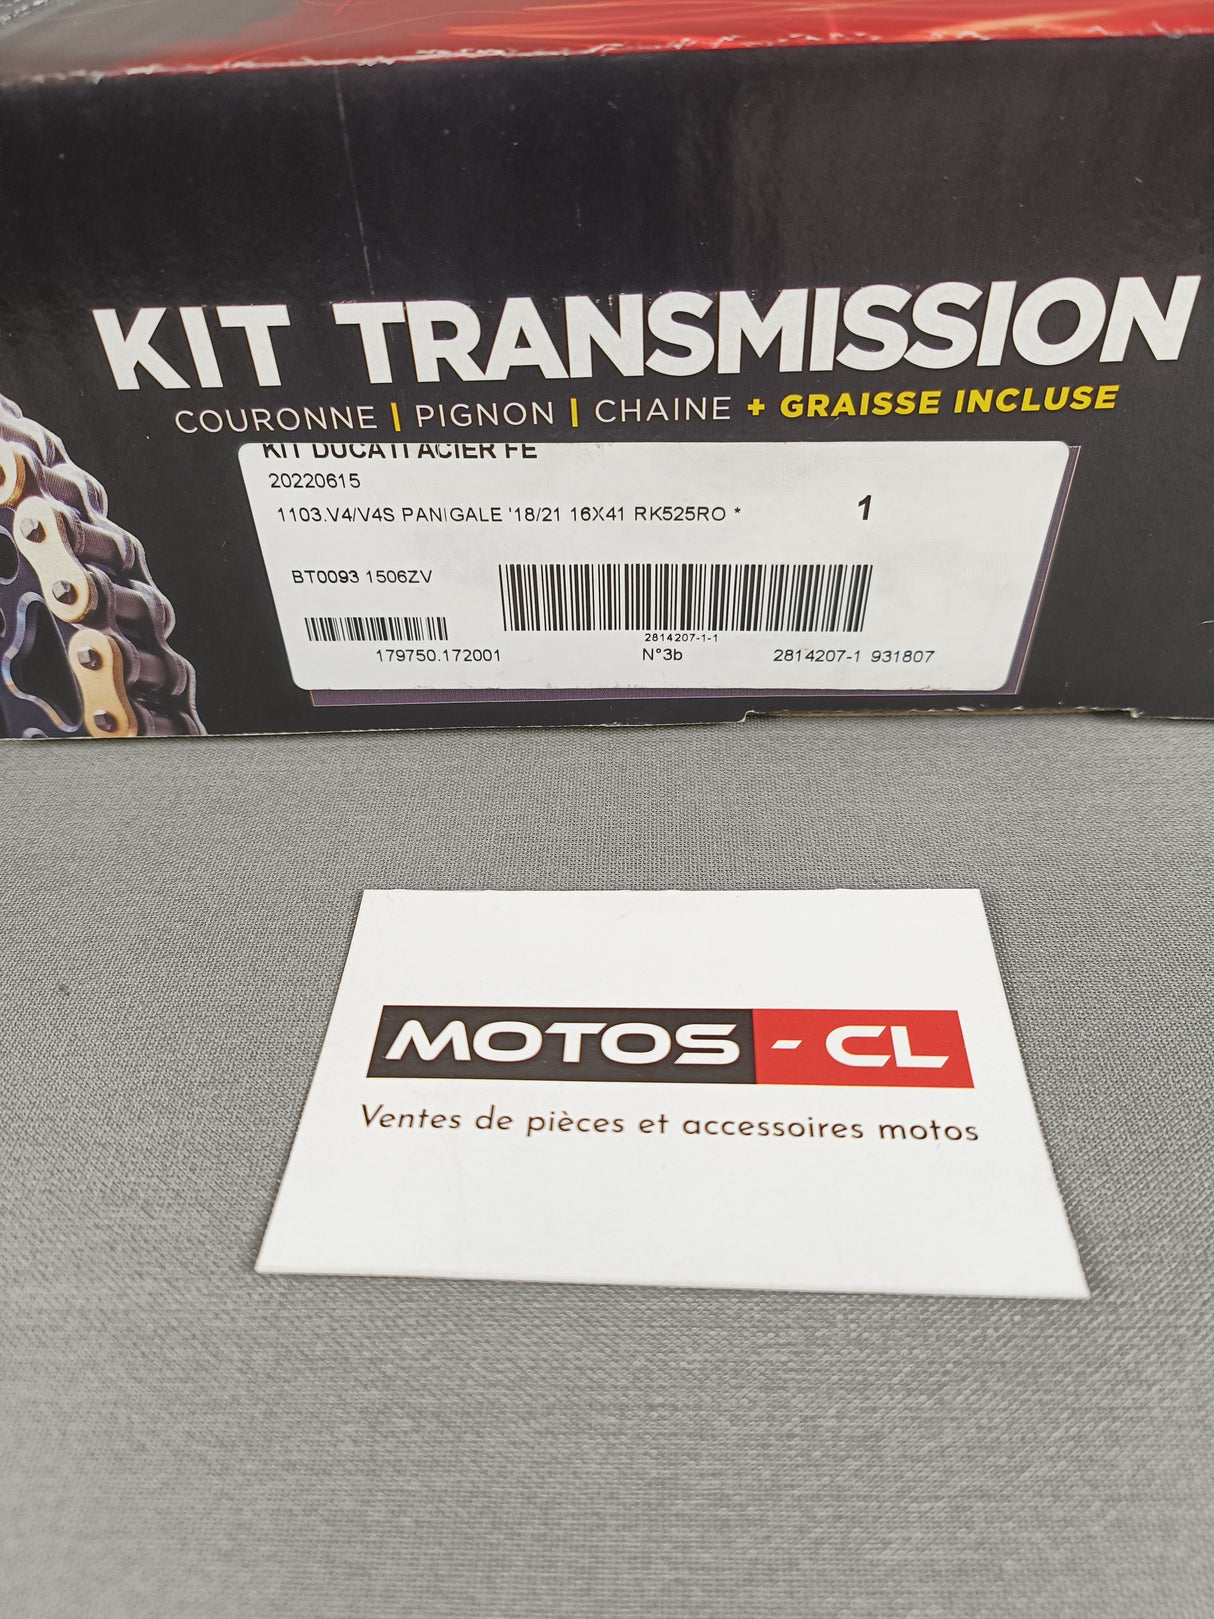 KIT TRANSMISSION
COURONNE | PIGNON | CHAINE + GRAISSE INCLUSE
KIT DUCATI ACIER FE
20220615
1103.V4/V4S PANIGALE '18/21 16X41 RK525RO * 1
BT0093 1506ZV
2814207-1-1
179750.172001 N°3b 2814207-1 931807
MOTOS - CL
Ventes de pièces et accessoires motos